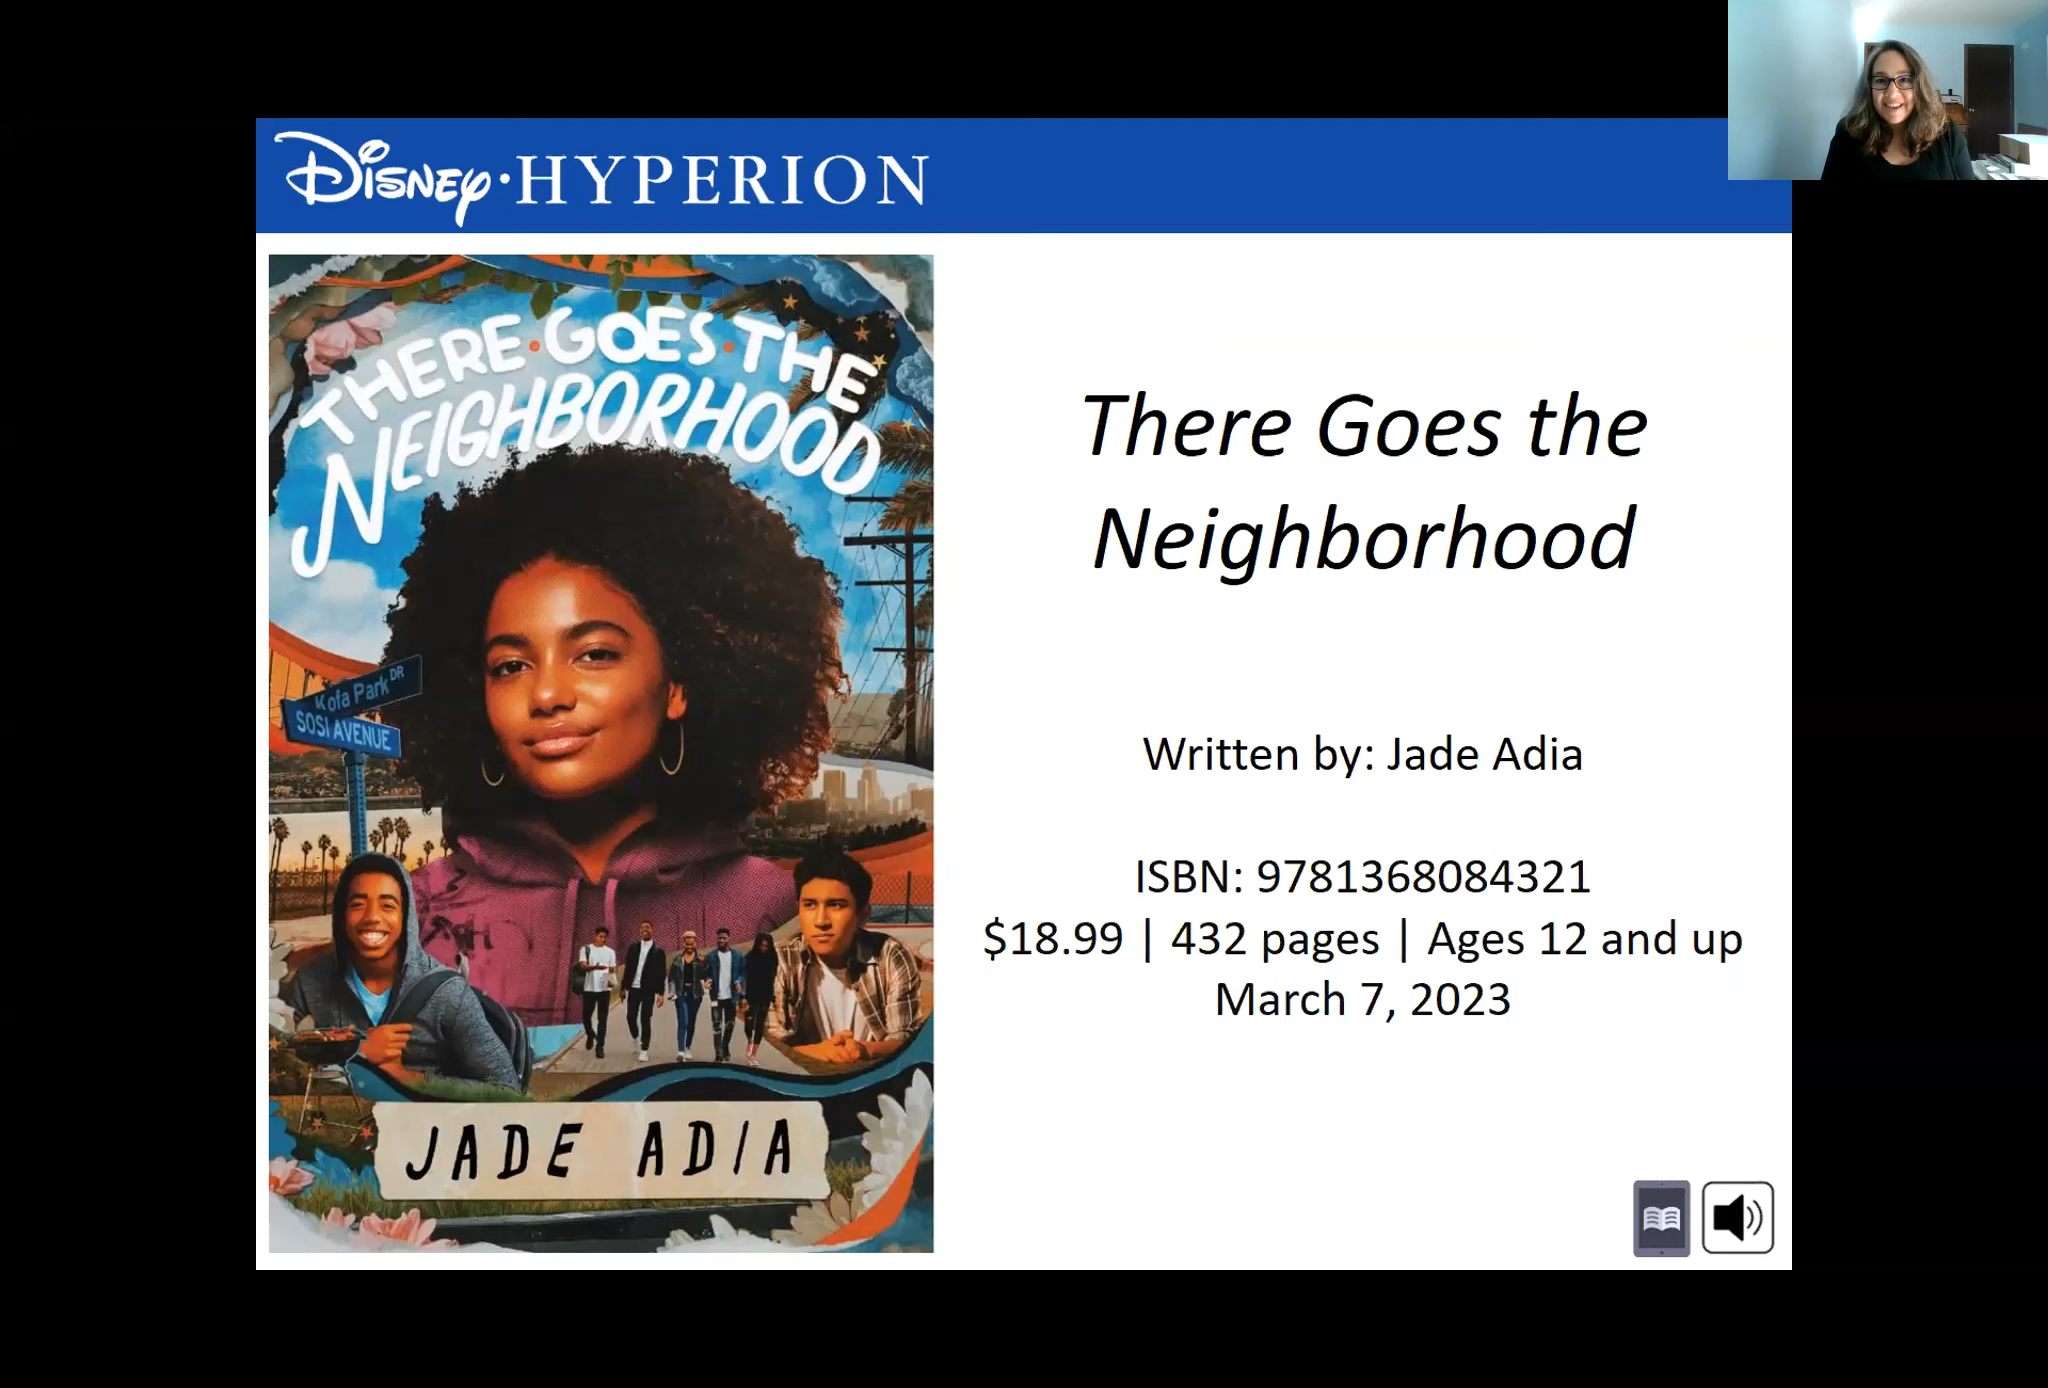 Disney · HYPERION
THERE · GOES · THE
NEIGHBORHOOD
Kofa Park DR
SOSI AVENUE
JADE ADIA
There Goes the
Neighborhood
Written by: Jade Adia
ISBN: 9781368084321
$18.99 | 432 pages | Ages 12 and up
March 7, 2023